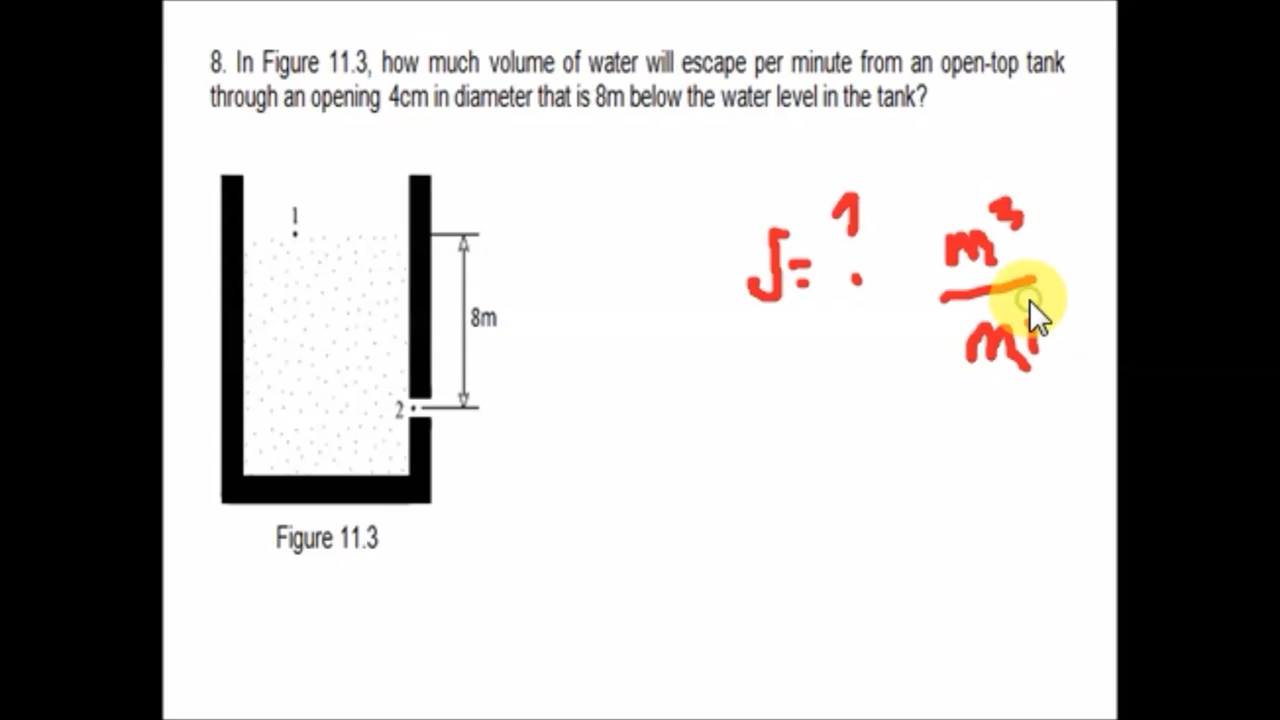 8. In Figure 11.3, how much volume of water will escape per minute from an open-top tank
through an opening 4cm in diameter that is 8m below the water level in the tank?
1
8m
2
J= ? m³
mi
Figure 11.3